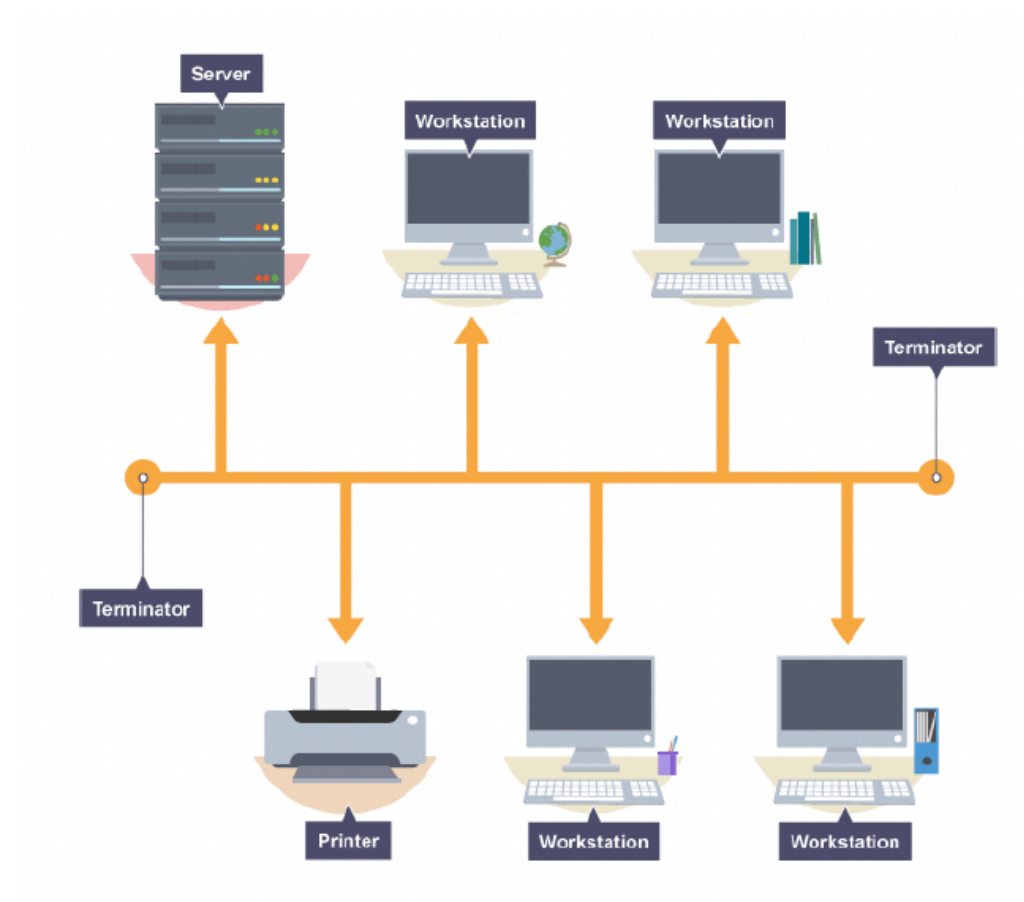 Server
Workstation
Workstation
Terminator
Terminator
Printer
Workstation
Workstation